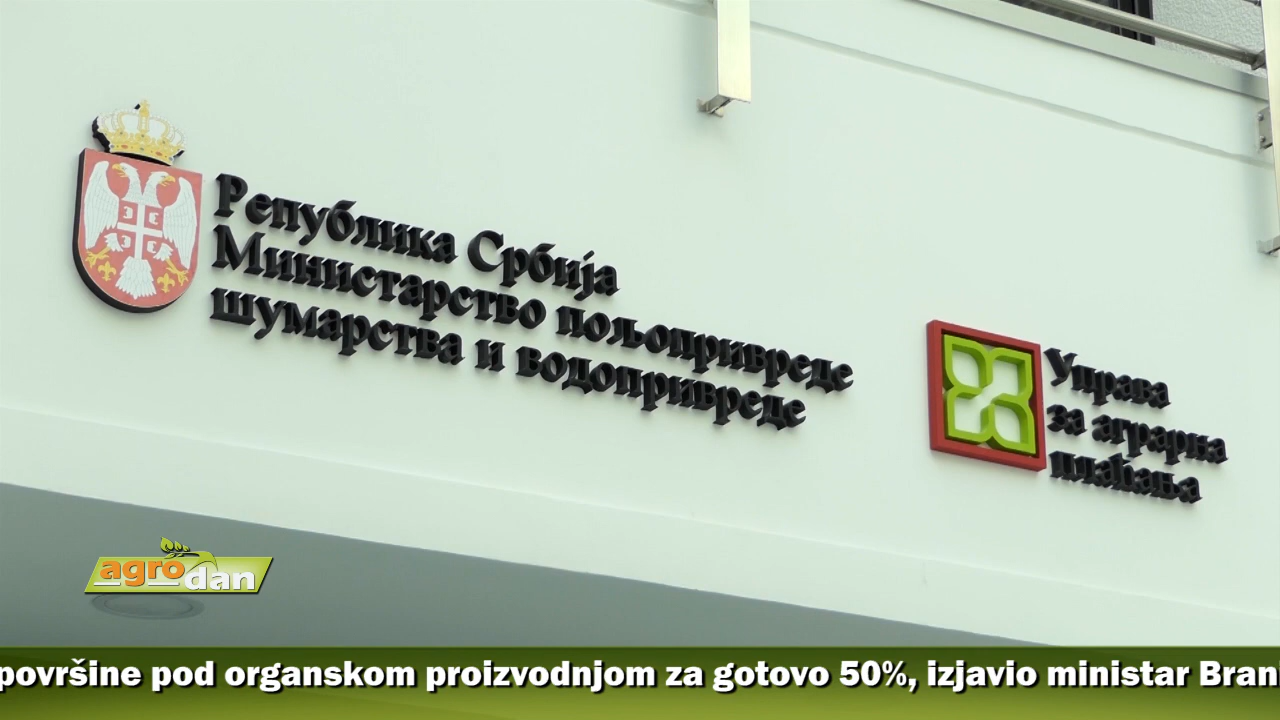 Република Србија
Министарство пољопривреде
шумарства и водопривреде
Управа
за аграрна
плаћања
agro
dan
površine pod organskom proizvodnjom za gotovo 50%, izjavio ministar Bran